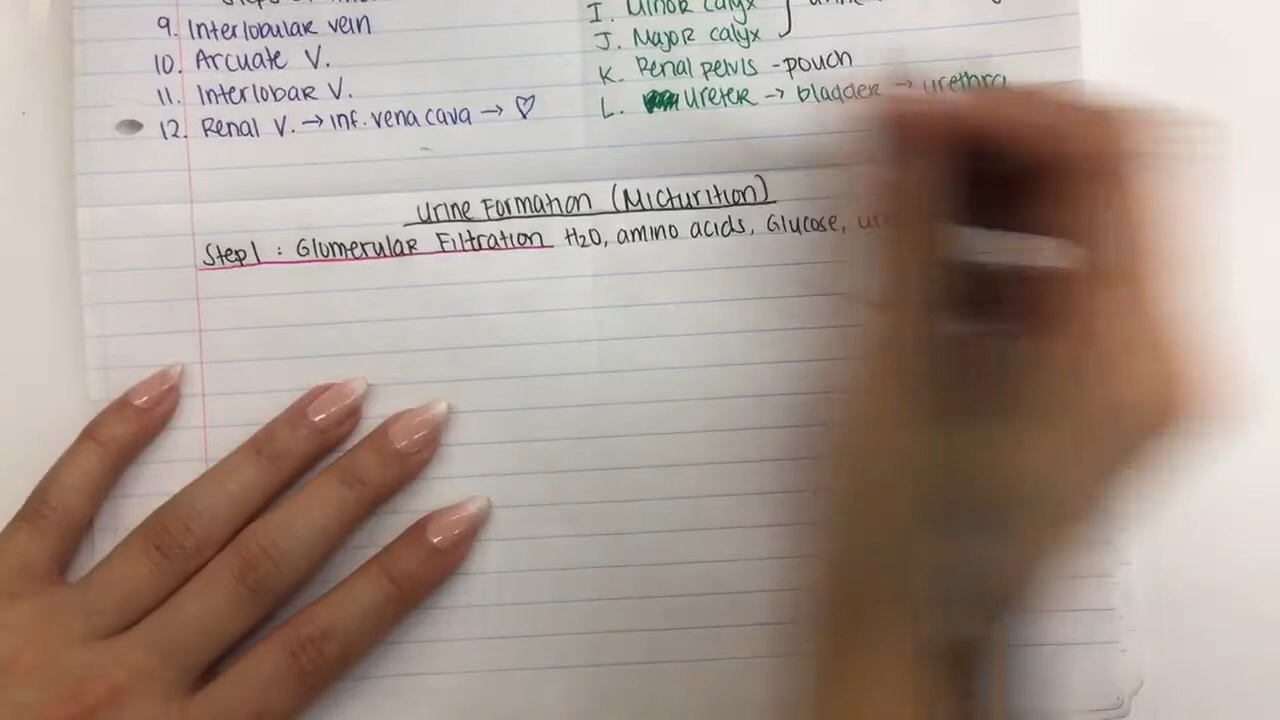 9. Interlobular vein
10. Arcuate V.
11. Interlobar V.
12. Renal V. → inf. vena cava → ♡
I. Minor calyx
J. Major calyx
K. Renal pelvis - pouch
L. Ureter → bladder → urethra
Urine Formation (Micturition)
Step 1 : Glomerular Filtration H2O, amino acids, Glucose,